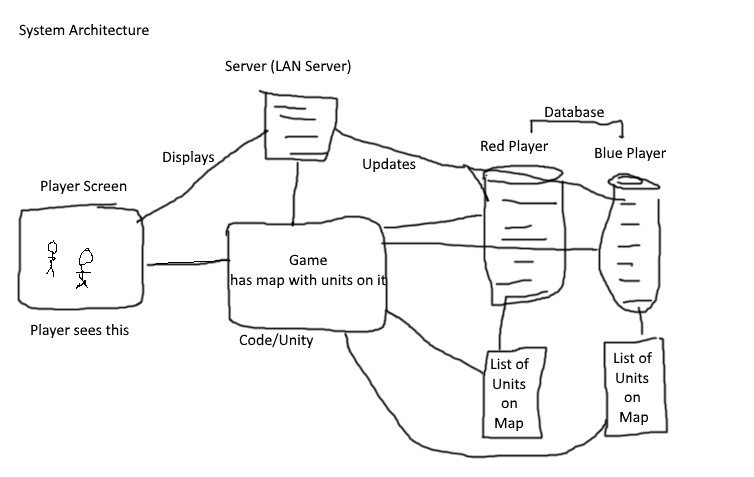 System Architecture
Server (LAN Server)
Database
Displays
Updates
Red Player
Blue Player
Player Screen
Game
has map with units on it
Player sees this
Code/Unity
List of
Units
on
Map
List of
Units
on
Map